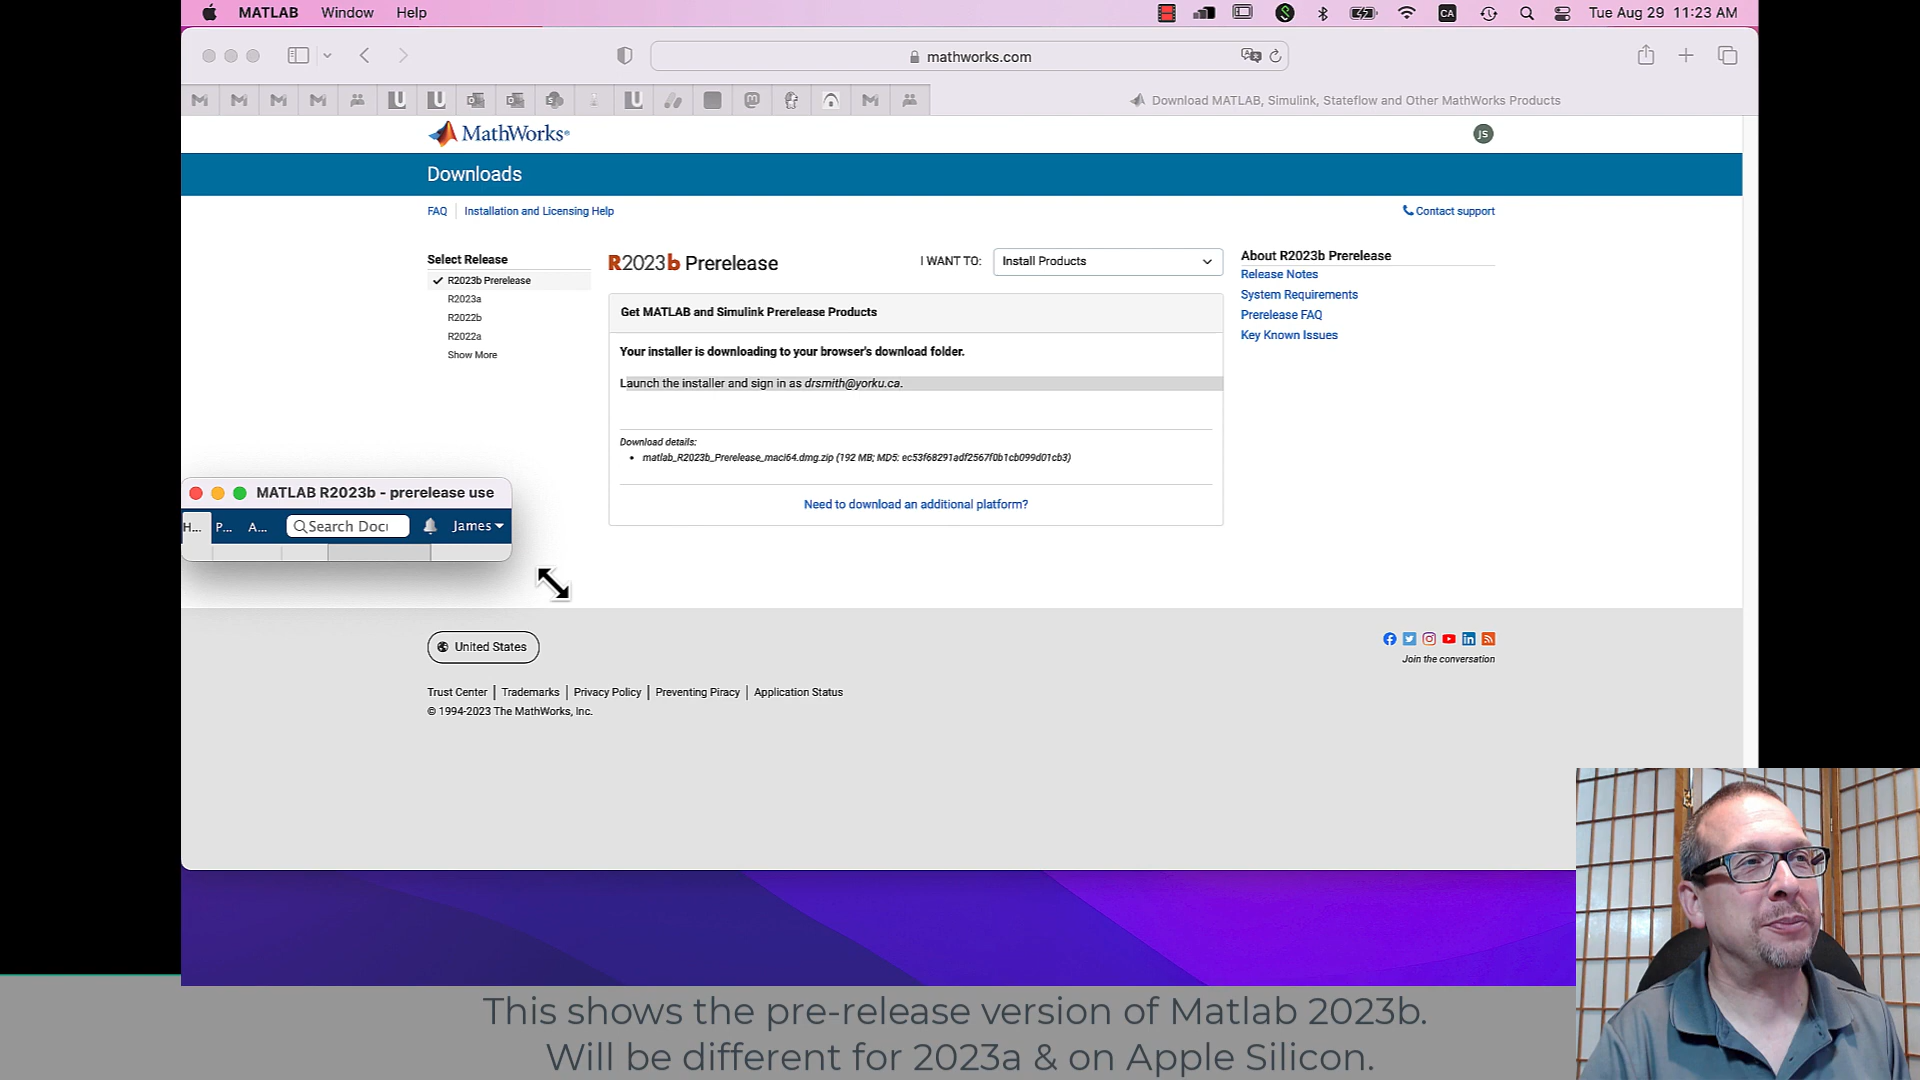 MATLAB Window Help
CA
Tue Aug 29 11:23 AM
mathworks.com
Download MATLAB, Simulink, Stateflow and Other MathWorks Products
MathWorks®
JS
Downloads
FAQ Installation and Licensing Help
Contact support
Select Release
R2023b Prerelease
R2023a
R2022b
R2022a
Show More
R2023b Prerelease
I WANT TO: Install Products
Get MATLAB and Simulink Prerelease Products
Your installer is downloading to your browser's download folder.
Launch the installer and sign in as drsmith@yorku.ca.
Download details:
• matlab_R2023b_Prerelease_maci64.dmg.zip (192 MB; MD5: ec53f68291adf2567f0b1cb099d01cb3)
Need to download an additional platform?
About R2023b Prerelease
Release Notes
System Requirements
Prerelease FAQ
Key Known Issues
MATLAB R2023b - prerelease use
H... P... A... Search Docu James
United States
Join the conversation
Trust Center | Trademarks | Privacy Policy | Preventing Piracy | Application Status
© 1994-2023 The MathWorks, Inc.
This shows the pre-release version of Matlab 2023b.
Will be different for 2023a & on Apple Silicon.